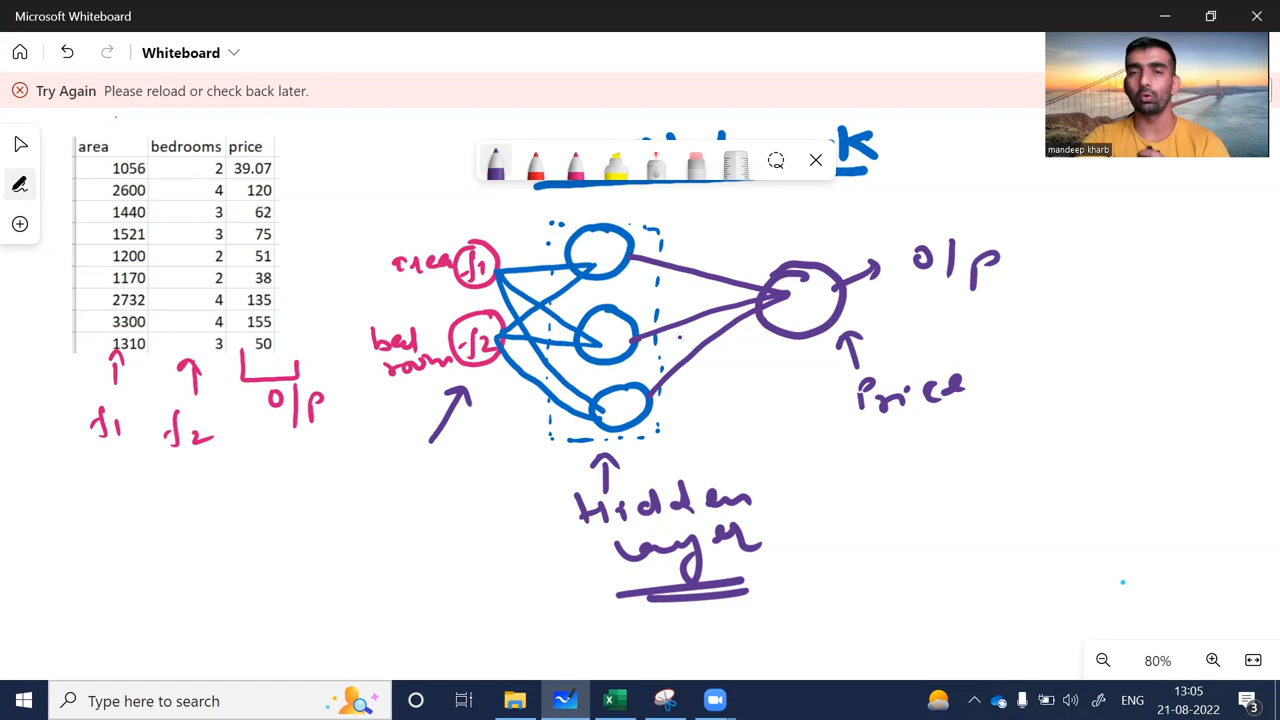 Microsoft Whiteboard
Whiteboard
Try Again Please reload or check back later.
mandeep kharb
area bedrooms price
1056 2 39.07
2600 4 120
1440 3 62
1521 3 75
1200 2 51
1170 2 38
2732 4 135
3300 4 155
1310 3 50
f1
f2
O/P
k
area f1
bed room f2
O/P
Price
Hidden
layer
80%
Type here to search
ENG
13:05
21-08-2022
3